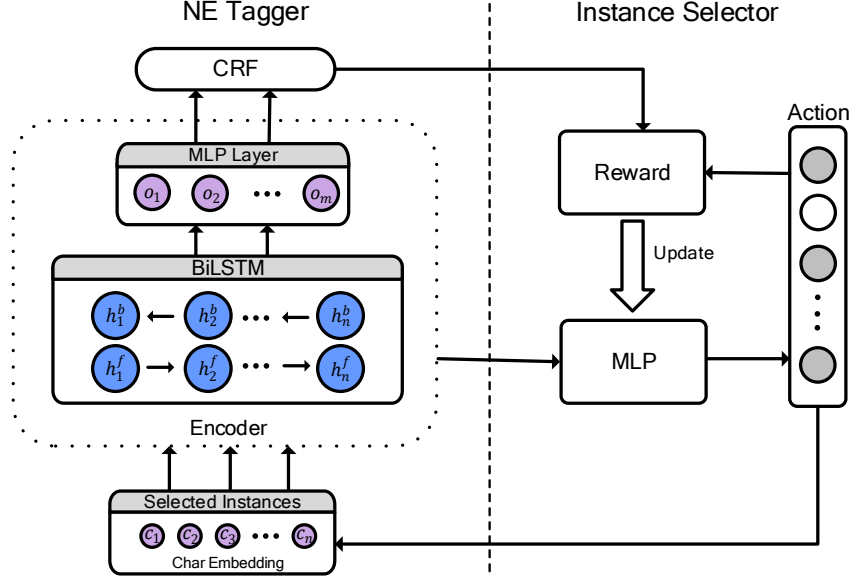 NE Tagger
Instance Selector
CRF
Action
MLP Layer
o₁ o₂ ••• oₘ
Reward
BiLSTM
Update
h₁ᵇ h₂ᵇ ••• hₙᵇ
h₁ᶠ h₂ᶠ ••• hₙᶠ
MLP
Encoder
Selected Instances
c₁ c₂ c₃ ••• cₙ
Char Embedding